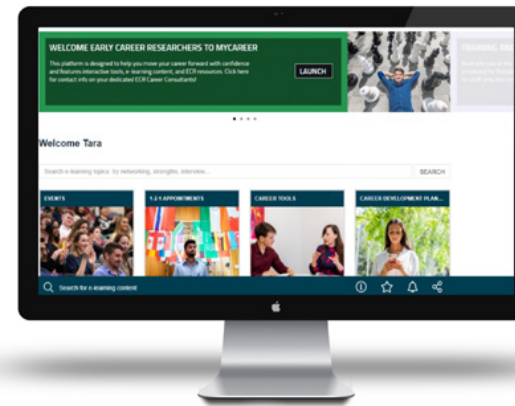 WELCOME EARLY CAREER RESEARCHERS TO MYCAREER
This platform is designed to help you move your career forward with confidence
and features interactive tools, e-learning content, and ECR resources. Click here
for contact info on your dedicated ECR Career Consultants!
LAUNCH
Welcome Tara
Search e-learning topics, try networking, strengths, interview...
SEARCH
EVENTS
1-2-1 APPOINTMENTS
CAREER TOOLS
CAREER DEVELOPMENT PLAN...
Search for e-learning content